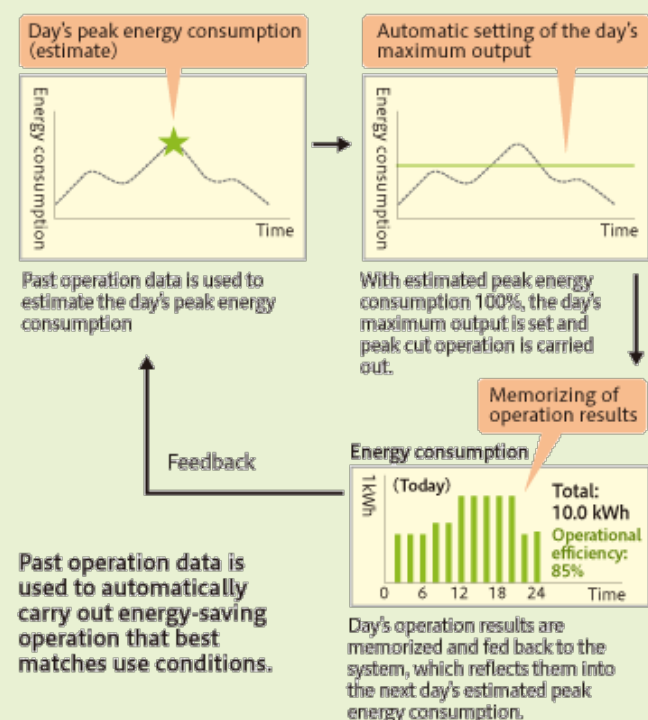 Day's peak energy consumption
(estimate)
Energy consumption
Time
Past operation data is used to
estimate the day's peak energy
consumption
Automatic setting of the day's
maximum output
Energy consumption
Time
With estimated peak energy
consumption 100%, the day's
maximum output is set and
peak cut operation is carried
out.
Memorizing of
operation results
Energy consumption
1kWh
(Today)
Total:
10.0 kWh
Operational
efficiency:
85%
0 6 12 18 24 Time
Day's operation results are
memorized and fed back to the
system, which reflects them into
the next day's estimated peak
energy consumption.
Feedback
Past operation data is
used to automatically
carry out energy-saving
operation that best
matches use conditions.